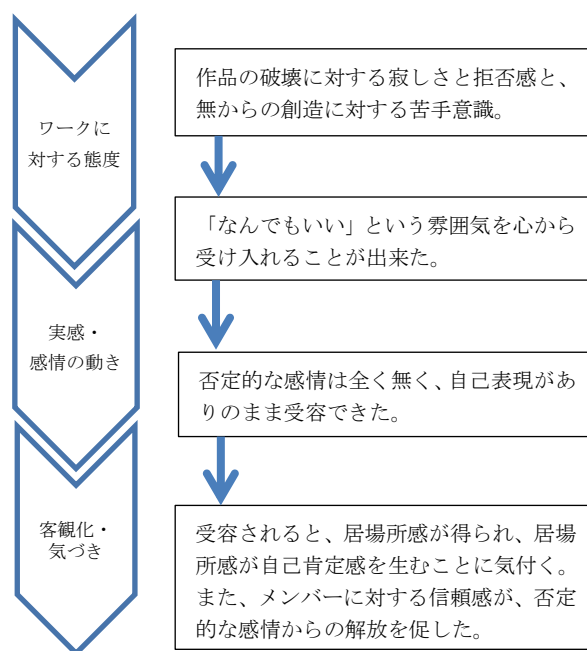 ワークに
対する態度
作品の破壊に対する寂しさと拒否感と、
無からの創造に対する苦手意識。
「なんでもいい」という雰囲気を心から
受け入れることが出来た。
実感・
感情の動き
否定的な感情は全く無く、自己表現があ
りのまま受容できた。
客観化・
気づき
受容されると、居場所感が得られ、居場
所感が自己肯定感を生むことに気付く。
また、メンバーに対する信頼感が、否定
的な感情からの解放を促した。